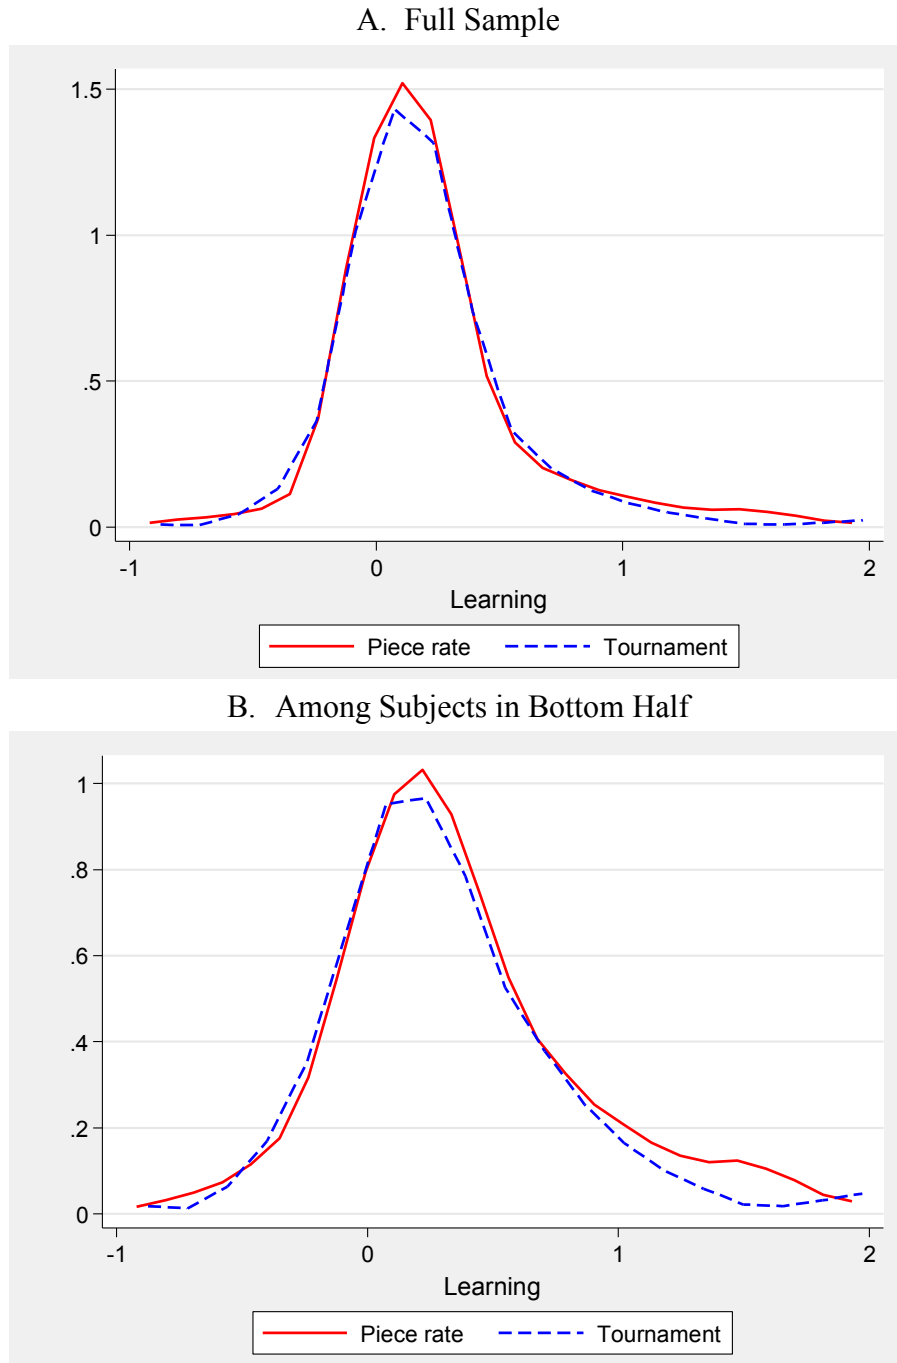 A. Full Sample
1.5
1
.5
0
-1 0 1 2
Learning
Piece rate Tournament
B. Among Subjects in Bottom Half
1
.8
.6
.4
.2
0
-1 0 1 2
Learning
Piece rate Tournament